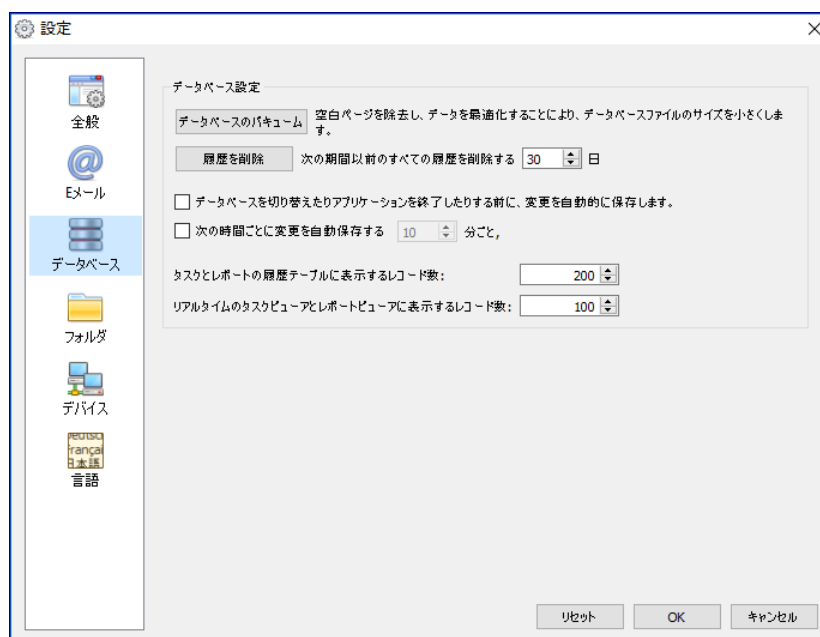 設定
全般
Eメール
データベース
フォルダ
デバイス
言語
データベース設定
データベースのバキューム
空白ページを除去し、データを最適化することにより、データベースファイルのサイズを小さくしま
す。
履歴を削除 次の期間以前のすべての履歴を削除する 30 日
データベースを切り替えたりアプリケーションを終了したりする前に、変更を自動的に保存します。
次の時間ごとに変更を自動保存する 10 分ごと,
タスクとレポートの履歴テーブルに表示するレコード数: 200
リアルタイムのタスクビューアとレポートビューアに表示するレコード数: 100
リセット OK キャンセル